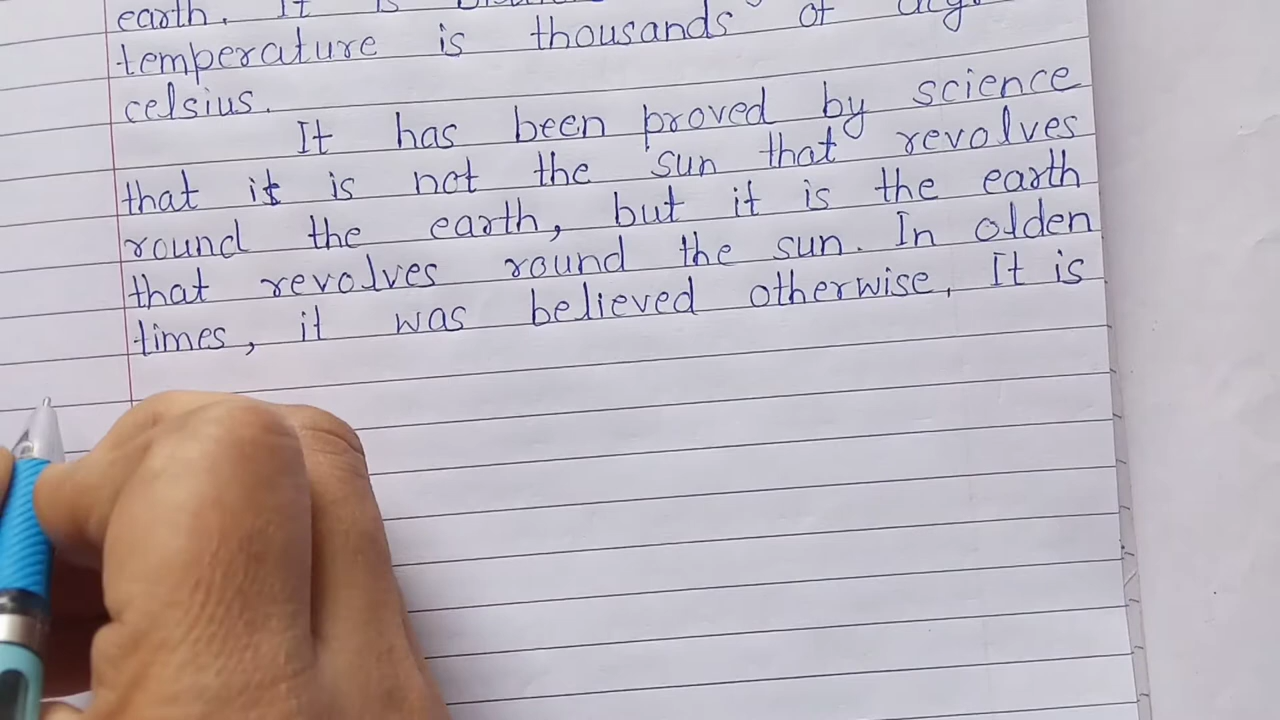 earth. It is
temperature is thousands of
celsius.
It has been proved by science
that it is not the sun that revolves
round the earth, but it is the earth
that revolves round the sun. In olden
times, it was believed otherwise. It is